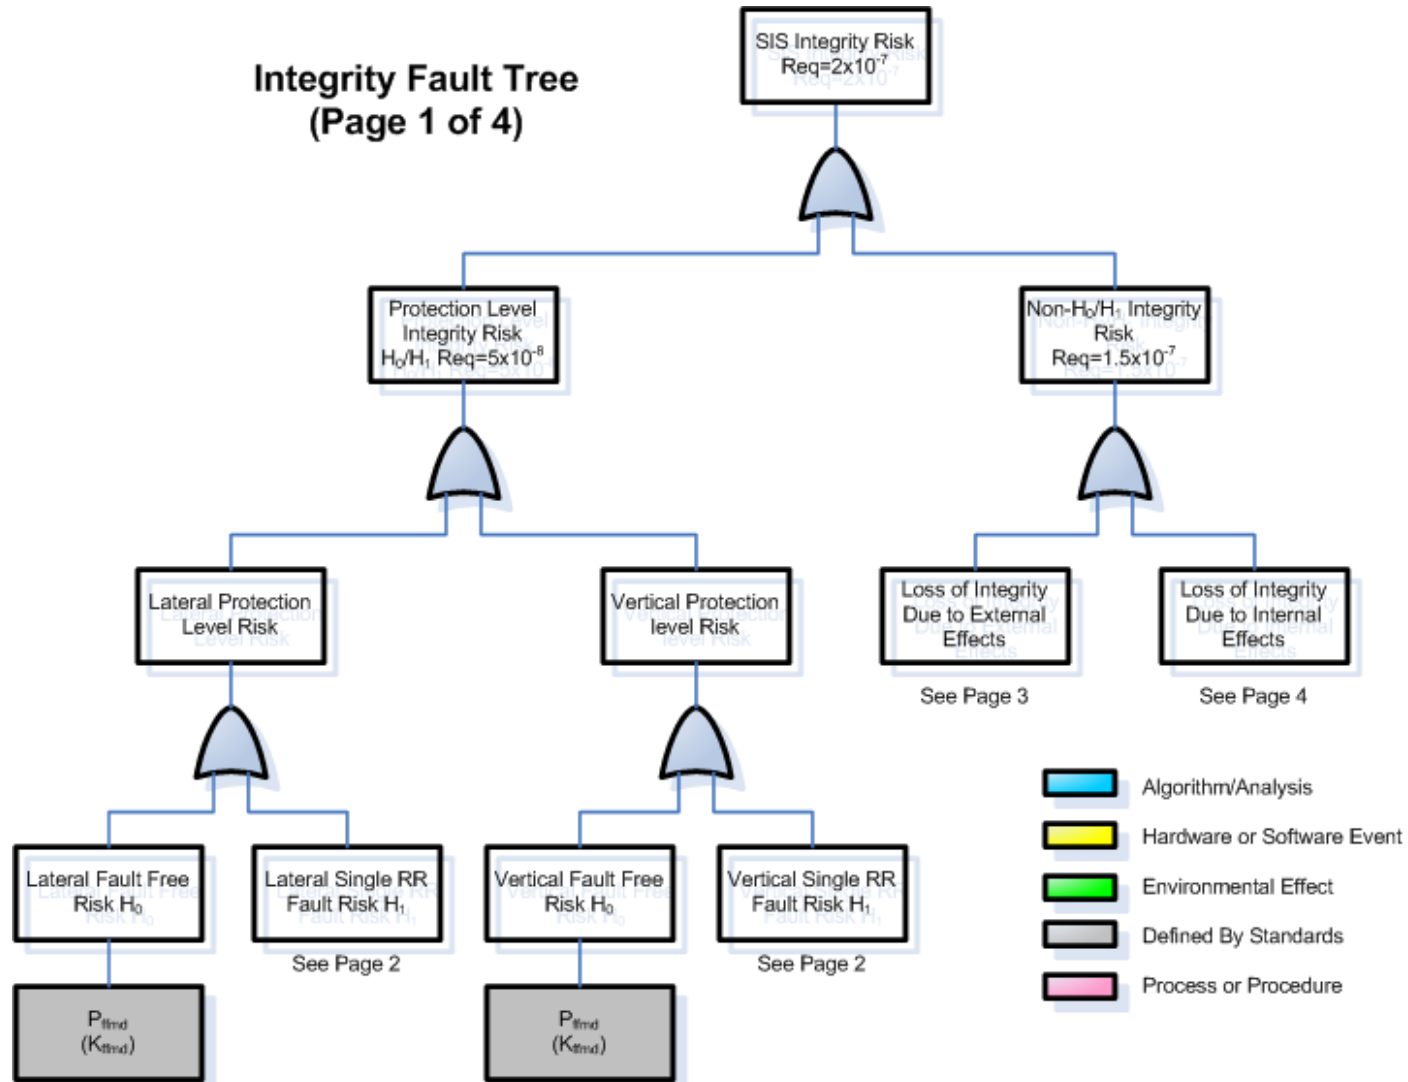 Integrity Fault Tree
(Page 1 of 4)
SIS Integrity Risk
Req=2x10⁻⁷
Protection Level
Integrity Risk
H₀/H₁ Req=5x10⁻⁸
Non-H₀/H₁ Integrity
Risk
Req=1.5x10⁻⁷
Lateral Protection
Level Risk
Vertical Protection
level Risk
Loss of Integrity
Due to External
Effects
See Page 3
Loss of Integrity
Due to Internal
Effects
See Page 4
Lateral Fault Free
Risk H₀
Lateral Single RR
Fault Risk H₁
See Page 2
Vertical Fault Free
Risk H₀
Vertical Single RR
Fault Risk H₁
See Page 2
P_ffmd
(K_ffmd)
P_ffmd
(K_ffmd)
Algorithm/Analysis
Hardware or Software Event
Environmental Effect
Defined By Standards
Process or Procedure